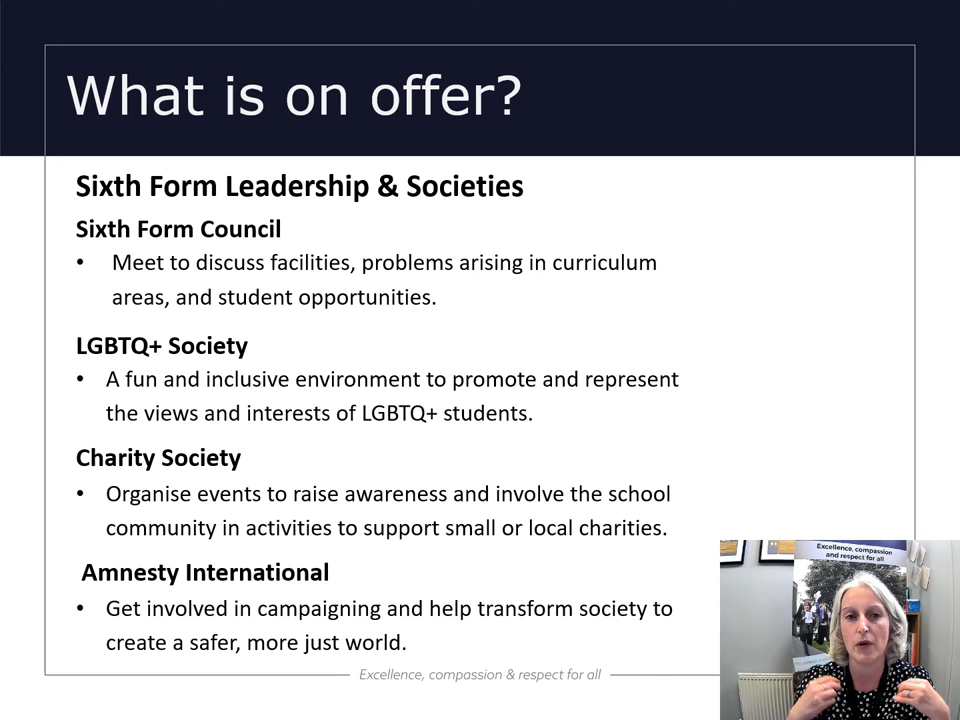 What is on offer?
Sixth Form Leadership & Societies
Sixth Form Council
• Meet to discuss facilities, problems arising in curriculum
areas, and student opportunities.
LGBTQ+ Society
• A fun and inclusive environment to promote and represent
the views and interests of LGBTQ+ students.
Charity Society
• Organise events to raise awareness and involve the school
community in activities to support small or local charities.
Amnesty International
• Get involved in campaigning and help transform society to
create a safer, more just world.
Excellence, compassion & respect for all
Excellence, compassion
and respect for all